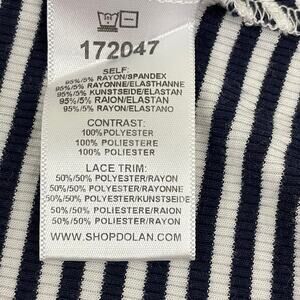 172047
SELF:
95%/5% RAYON/SPANDEX
95%/5% RAYONNE/ELASTHANNE
95%/5% KUNSTSEIDE/ELASTAN
95%/5% RAION/ELASTAN
95%/5% RAYON/ELASTANO
CONTRAST:
100% POLYESTER
100% POLIESTERE
100% POLIESTER
LACE TRIM:
50%/50% POLYESTER/RAYON
50%/50% POLYESTER/RAYONNE
50%/50% POLYESTER/KUNSTSEIDE
50%/50% POLIESTERE/RAION
50%/50% POLIESTER/RAYON
WWW.SHOPDOLAN.COM